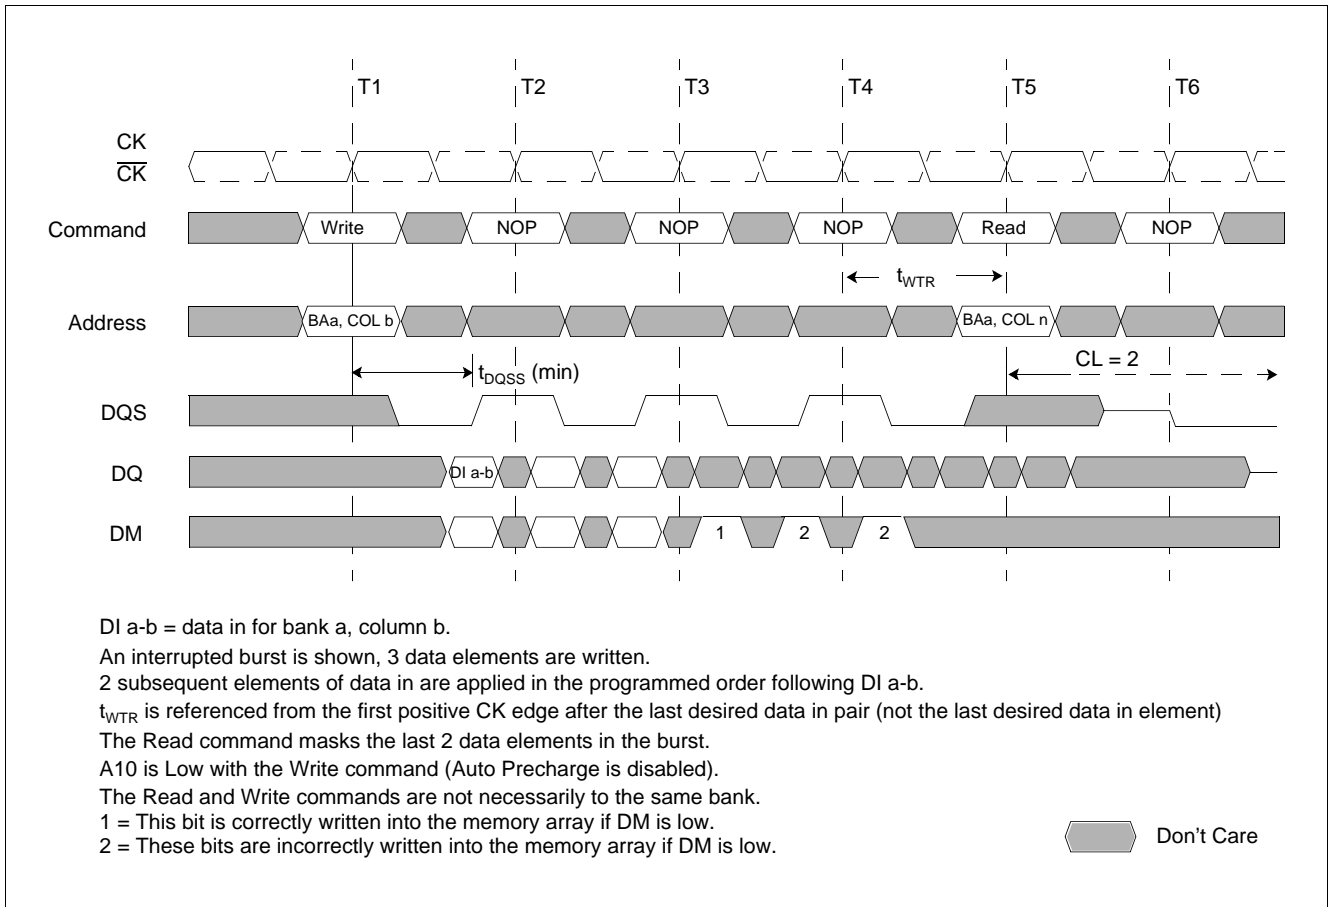 T1 T2 T3 T4 T5 T6
CK
CK
Command Write NOP NOP NOP Read NOP
tWTR
Address BAa, COL b BAa, COL n
tDQSS (min) CL = 2
DQS
DQ DI a-b
DM 1 2 2
DI a-b = data in for bank a, column b.
An interrupted burst is shown, 3 data elements are written.
2 subsequent elements of data in are applied in the programmed order following DI a-b.
tWTR is referenced from the first positive CK edge after the last desired data in pair (not the last desired data in element)
The Read command masks the last 2 data elements in the burst.
A10 is Low with the Write command (Auto Precharge is disabled).
The Read and Write commands are not necessarily to the same bank.
1 = This bit is correctly written into the memory array if DM is low.
2 = These bits are incorrectly written into the memory array if DM is low.
Don't Care